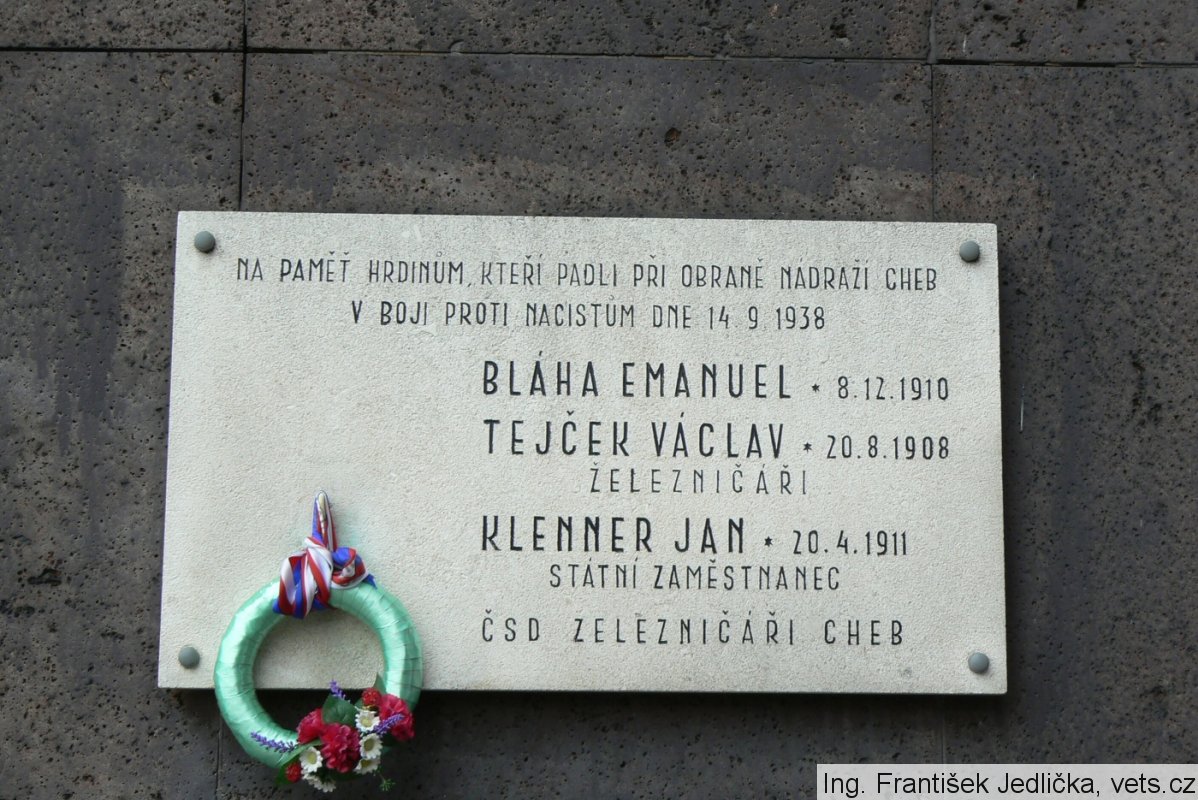 NA PAMĚŤ HRDINŮM, KTEŘÍ PADLI PŘI OBRANĚ NÁDRAŽÍ CHEB
V BOJI PROTI NACISTŮM DNE 14. 9. 1938
BLÁHA EMANUEL * 8.12.1910
TEJČEK VÁCLAV * 20.8.1908
ŽELEZNIČÁŘI
KLENNER JAN * 20.4.1911
STÁTNÍ ZAMĚSTNANEC
ČSD ŽELEZNIČÁŘI CHEB
Ing. František Jedlička, vets.cz